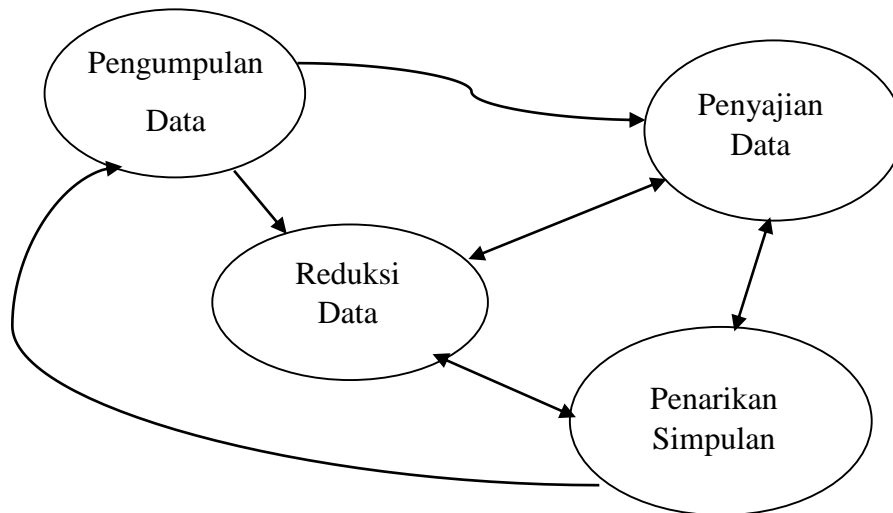 Pengumpulan
Data
Penyajian
Data
Reduksi
Data
Penarikan
Simpulan